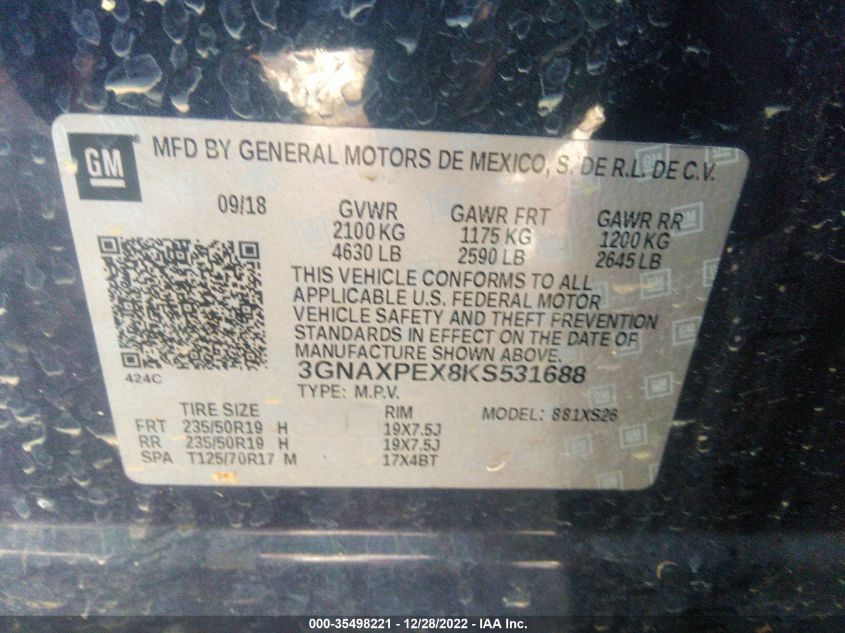 GM ® MFD BY GENERAL MOTORS DE MEXICO, S. DE R.L. DE C.V.
09/18 GVWR GAWR FRT GAWR RR
2100 KG 1175 KG 1200 KG
4630 LB 2590 LB 2645 LB
THIS VEHICLE CONFORMS TO ALL
APPLICABLE U.S. FEDERAL MOTOR
VEHICLE SAFETY AND THEFT PREVENTION
STANDARDS IN EFFECT ON THE DATE OF
MANUFACTURE SHOWN ABOVE.
424C 3GNAXPEX8KS531688
TYPE: M.P.V.
TIRE SIZE RIM MODEL: 881XS26
FRT 235/50R19 H 19X7.5J
RR 235/50R19 H 19X7.5J
SPA T125/70R17 M 17X4BT
000-35498221 - 12/28/2022 - IAA Inc.